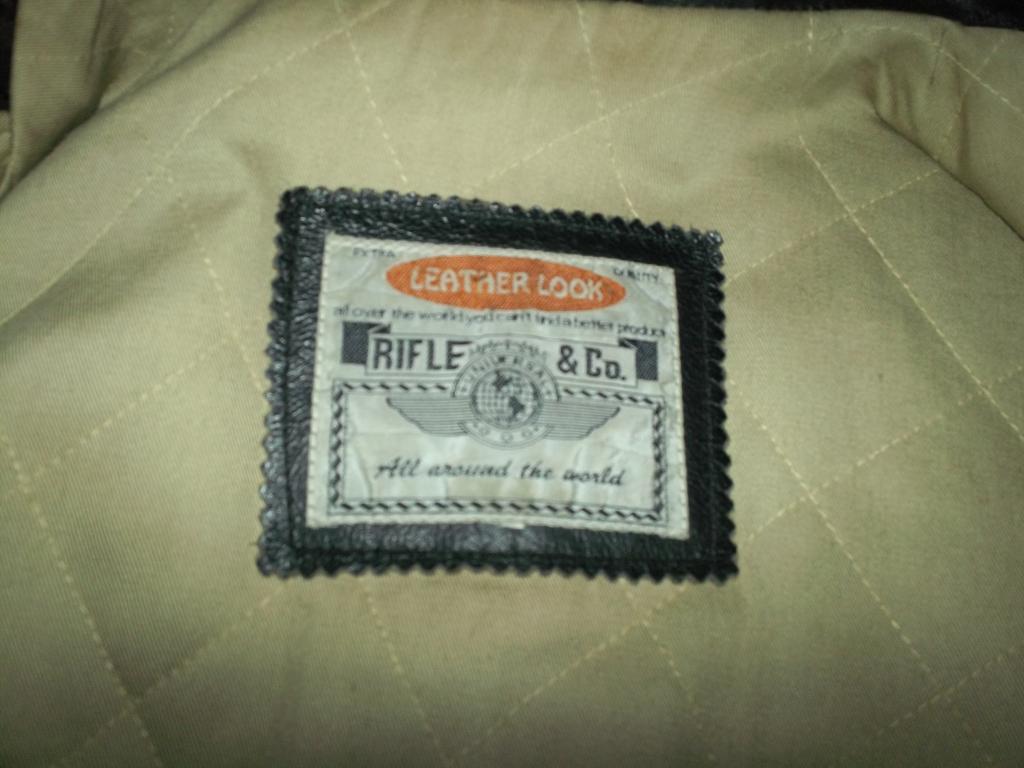 EXTRA QUALITY
LEATHER LOOK
all over the world you can't find a better product
RIFLE & Co.
UNIVERSAL
All around the world